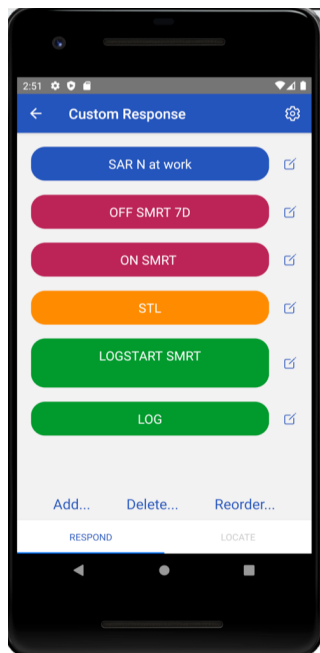 2:51
Custom Response
SAR N at work
OFF SMRT 7D
ON SMRT
STL
LOGSTART SMRT
LOG
Add... Delete... Reorder...
RESPOND LOCATE